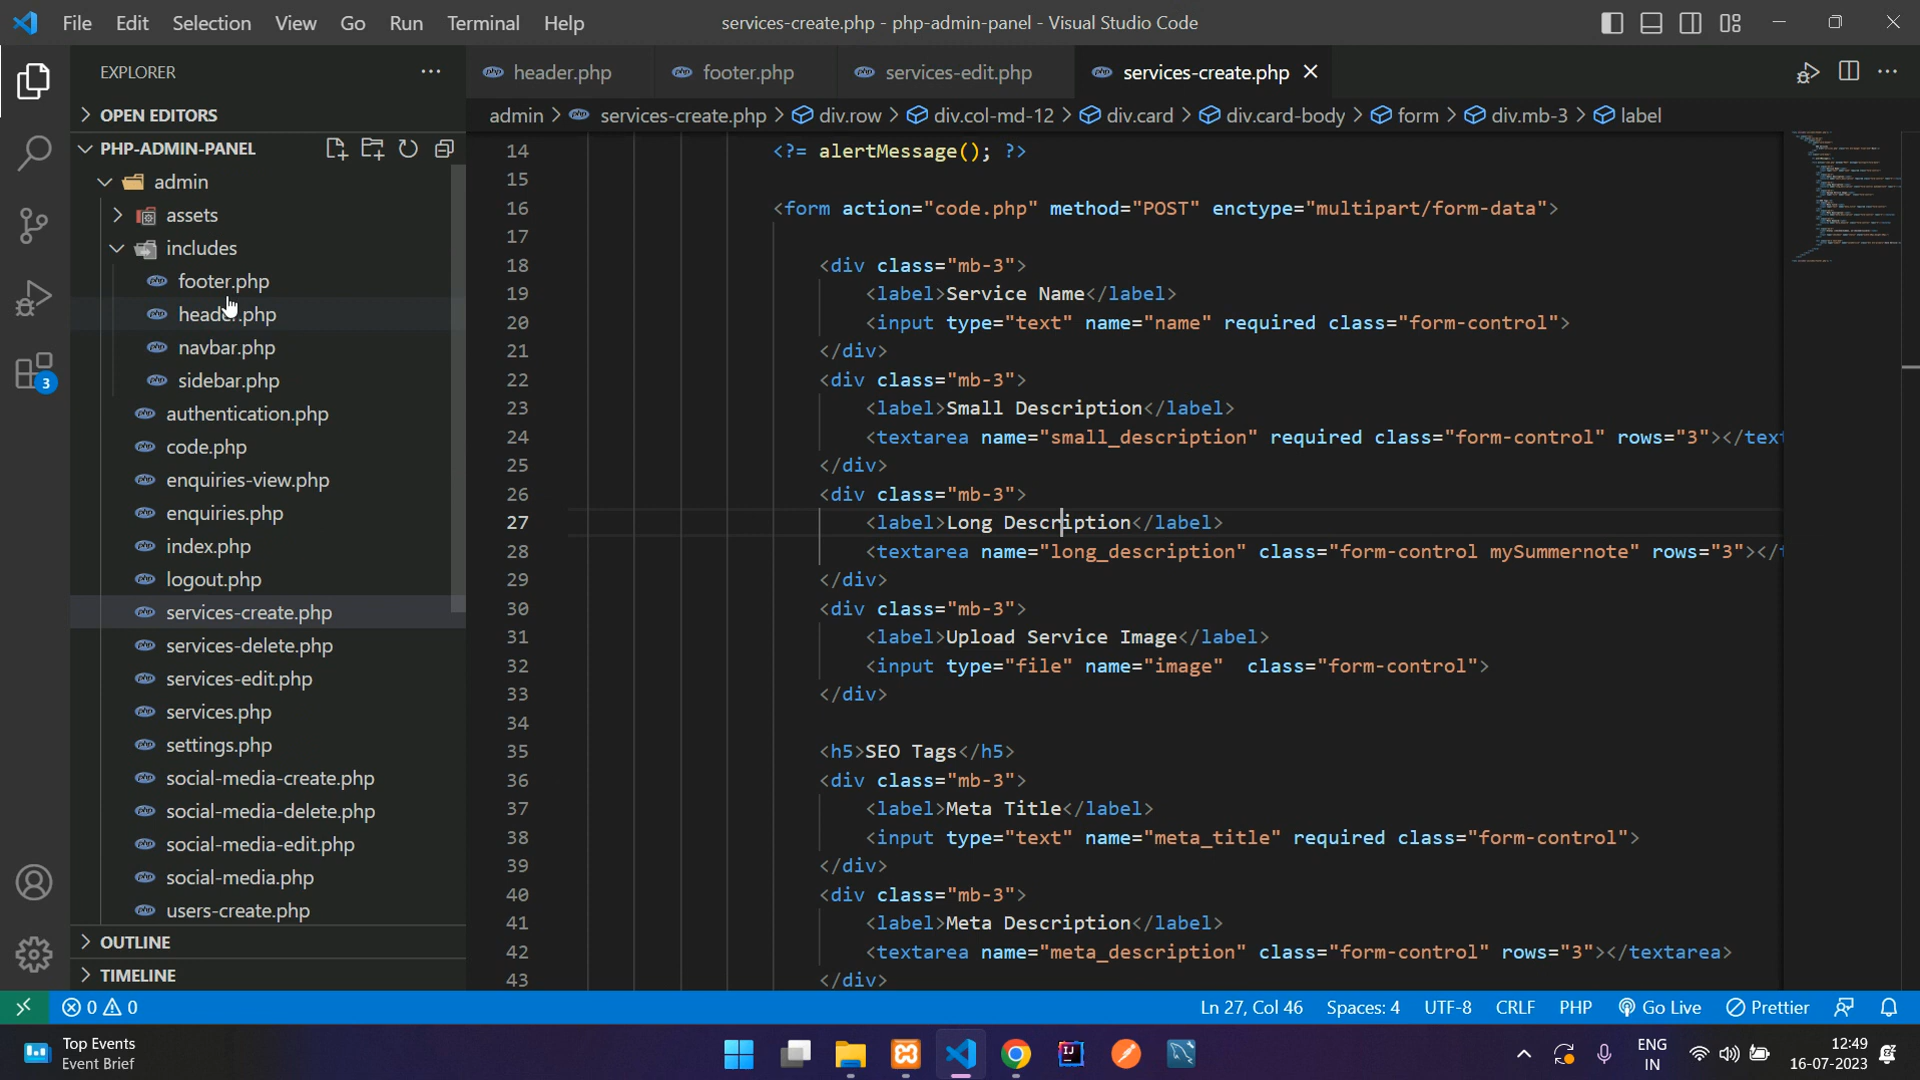 File Edit Selection View Go Run Terminal Help
services-create.php - php-admin-panel - Visual Studio Code
EXPLORER
OPEN EDITORS
PHP-ADMIN-PANEL
admin
assets
includes
footer.php
header.php
navbar.php
sidebar.php
authentication.php
code.php
enquiries-view.php
enquiries.php
index.php
logout.php
services-create.php
services-delete.php
services-edit.php
services.php
settings.php
social-media-create.php
social-media-delete.php
social-media-edit.php
social-media.php
users-create.php
OUTLINE
TIMELINE
3
header.php footer.php services-edit.php services-create.php
admin > services-create.php > div.row > div.col-md-12 > div.card > div.card-body > form > div.mb-3 > label
14 <?= alertMessage(); ?>
15
16 <form action="code.php" method="POST" enctype="multipart/form-data">
17
18 <div class="mb-3">
19 <label>Service Name</label>
20 <input type="text" name="name" required class="form-control">
21 </div>
22 <div class="mb-3">
23 <label>Small Description</label>
24 <textarea name="small_description" required class="form-control" rows="3"></text
25 </div>
26 <div class="mb-3">
27 <label>Long Description</label>
28 <textarea name="long_description" class="form-control mySummernote" rows="3"></t
29 </div>
30 <div class="mb-3">
31 <label>Upload Service Image</label>
32 <input type="file" name="image"  class="form-control">
33 </div>
34
35 <h5>SEO Tags</h5>
36 <div class="mb-3">
37 <label>Meta Title</label>
38 <input type="text" name="meta_title" required class="form-control">
39 </div>
40 <div class="mb-3">
41 <label>Meta Description</label>
42 <textarea name="meta_description" class="form-control" rows="3"></textarea>
43 </div>
0 0
Ln 27, Col 46 Spaces: 4 UTF-8 CRLF PHP Go Live Prettier
Top Events
Event Brief
ENG
IN
12:49
16-07-2023